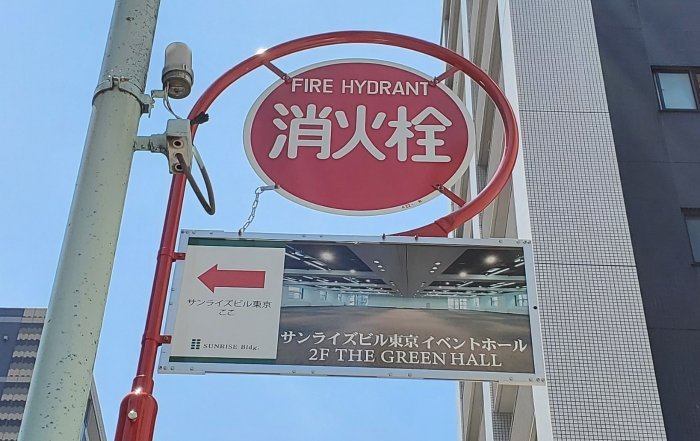 FIRE HYDRANT
消火栓
サンライズビル東京
ここ
SUNRISE Bldg.
サンライズビル東京 イベントホール
2F THE GREEN HALL